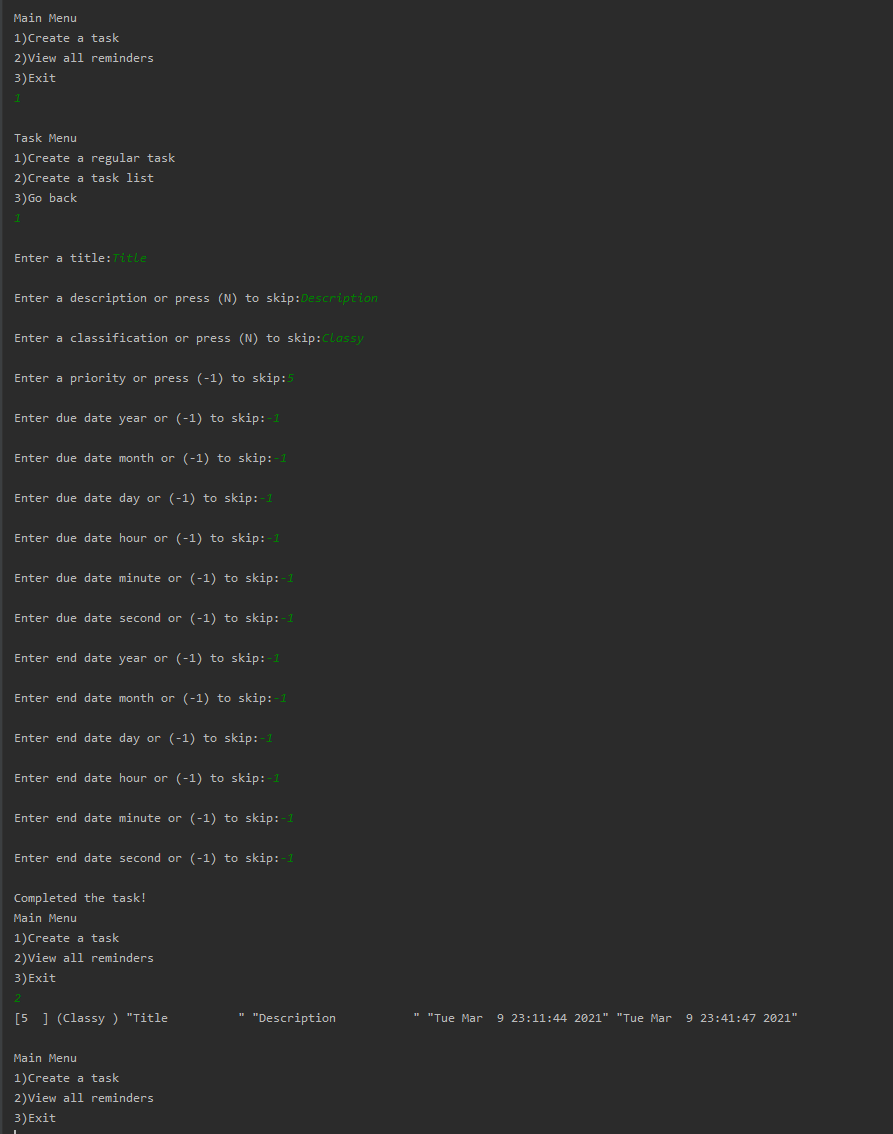 Main Menu
1)Create a task
2)View all reminders
3)Exit
1
Task Menu
1)Create a regular task
2)Create a task list
3)Go back
1
Enter a title:Title
Enter a description or press (N) to skip:Description
Enter a classification or press (N) to skip:Classy
Enter a priority or press (-1) to skip:5
Enter due date year or (-1) to skip:-1
Enter due date month or (-1) to skip:-1
Enter due date day or (-1) to skip:-1
Enter due date hour or (-1) to skip:-1
Enter due date minute or (-1) to skip:-1
Enter due date second or (-1) to skip:-1
Enter end date year or (-1) to skip:-1
Enter end date month or (-1) to skip:-1
Enter end date day or (-1) to skip:-1
Enter end date hour or (-1) to skip:-1
Enter end date minute or (-1) to skip:-1
Enter end date second or (-1) to skip:-1
Completed the task!
Main Menu
1)Create a task
2)View all reminders
3)Exit
2
[5  ] (Classy ) "Title          " "Description           " "Tue Mar  9 23:11:44 2021" "Tue Mar  9 23:41:47 2021"
Main Menu
1)Create a task
2)View all reminders
3)Exit